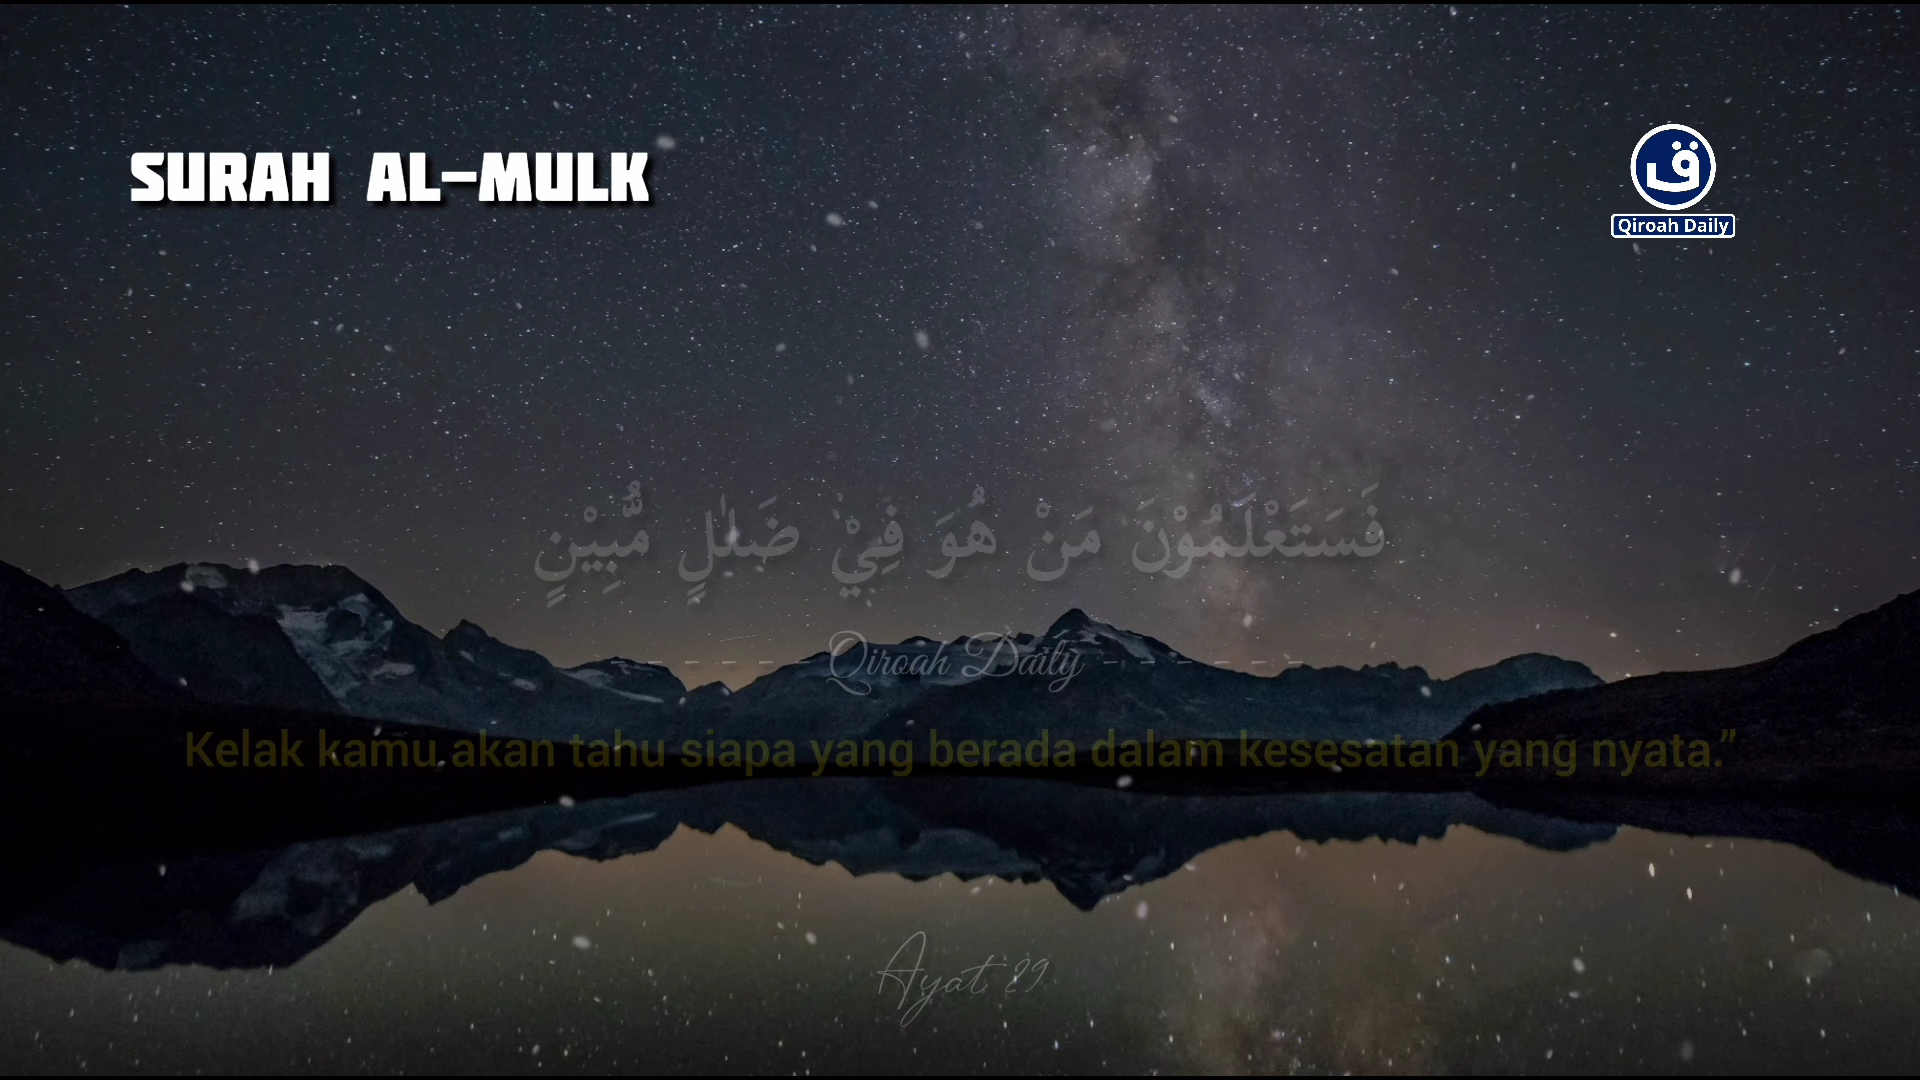 SURAH AL-MULK
ق
Qiroah Daily
فَسَتَعْلَمُوْنَ مَنْ هُوَ فِيْ ضَلٰلٍ مُّبِيْنٍ
Qiroah Daily
Kelak kamu akan tahu siapa yang berada dalam kesesatan yang nyata.”
Ayat 29